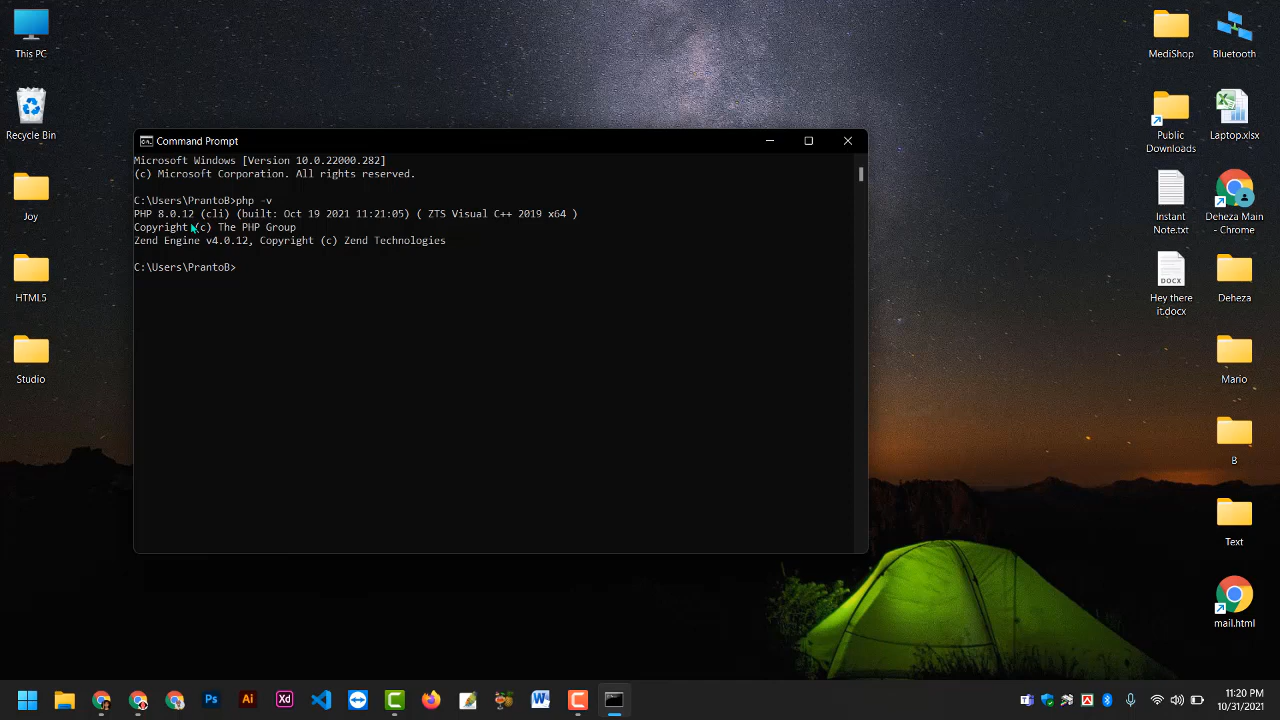 This PC
Recycle Bin
Joy
HTML5
Studio
Command Prompt
Microsoft Windows [Version 10.0.22000.282]
(c) Microsoft Corporation. All rights reserved.
C:\Users\PrantoB>php -v
PHP 8.0.12 (cli) (built: Oct 19 2021 11:21:05) ( ZTS Visual C++ 2019 x64 )
Copyright (c) The PHP Group
Zend Engine v4.0.12, Copyright (c) Zend Technologies
C:\Users\PrantoB>
MediShop
Bluetooth
Public
Downloads
Laptop.xlsx
Instant
Note.txt
Deheza Main
- Chrome
DOCX
Hey there
it.docx
Deheza
Mario
B
Text
mail.html
Ps
Ai
Xd
11:20 PM
10/31/2021